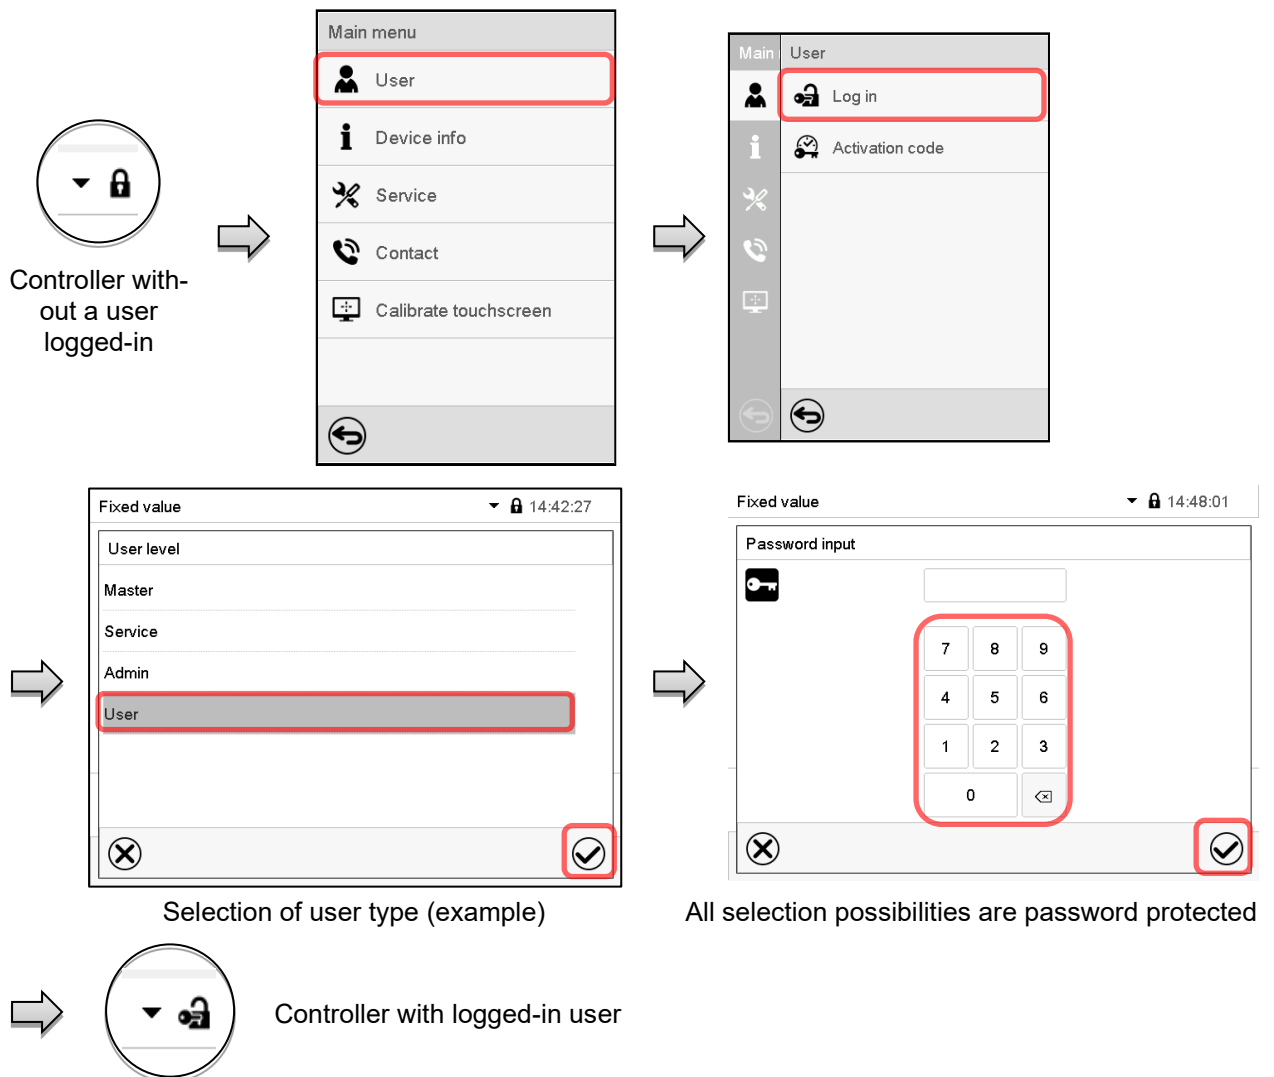 Main menu
User
Device info
Service
Contact
Calibrate touchscreen
Main
User
Log in
Activation code
Controller with-
out a user
logged-in
Fixed value
14:42:27
User level
Master
Service
Admin
User
Selection of user type (example)
Fixed value
14:48:01
Password input
7 8 9
4 5 6
1 2 3
0
All selection possibilities are password protected
Controller with logged-in user